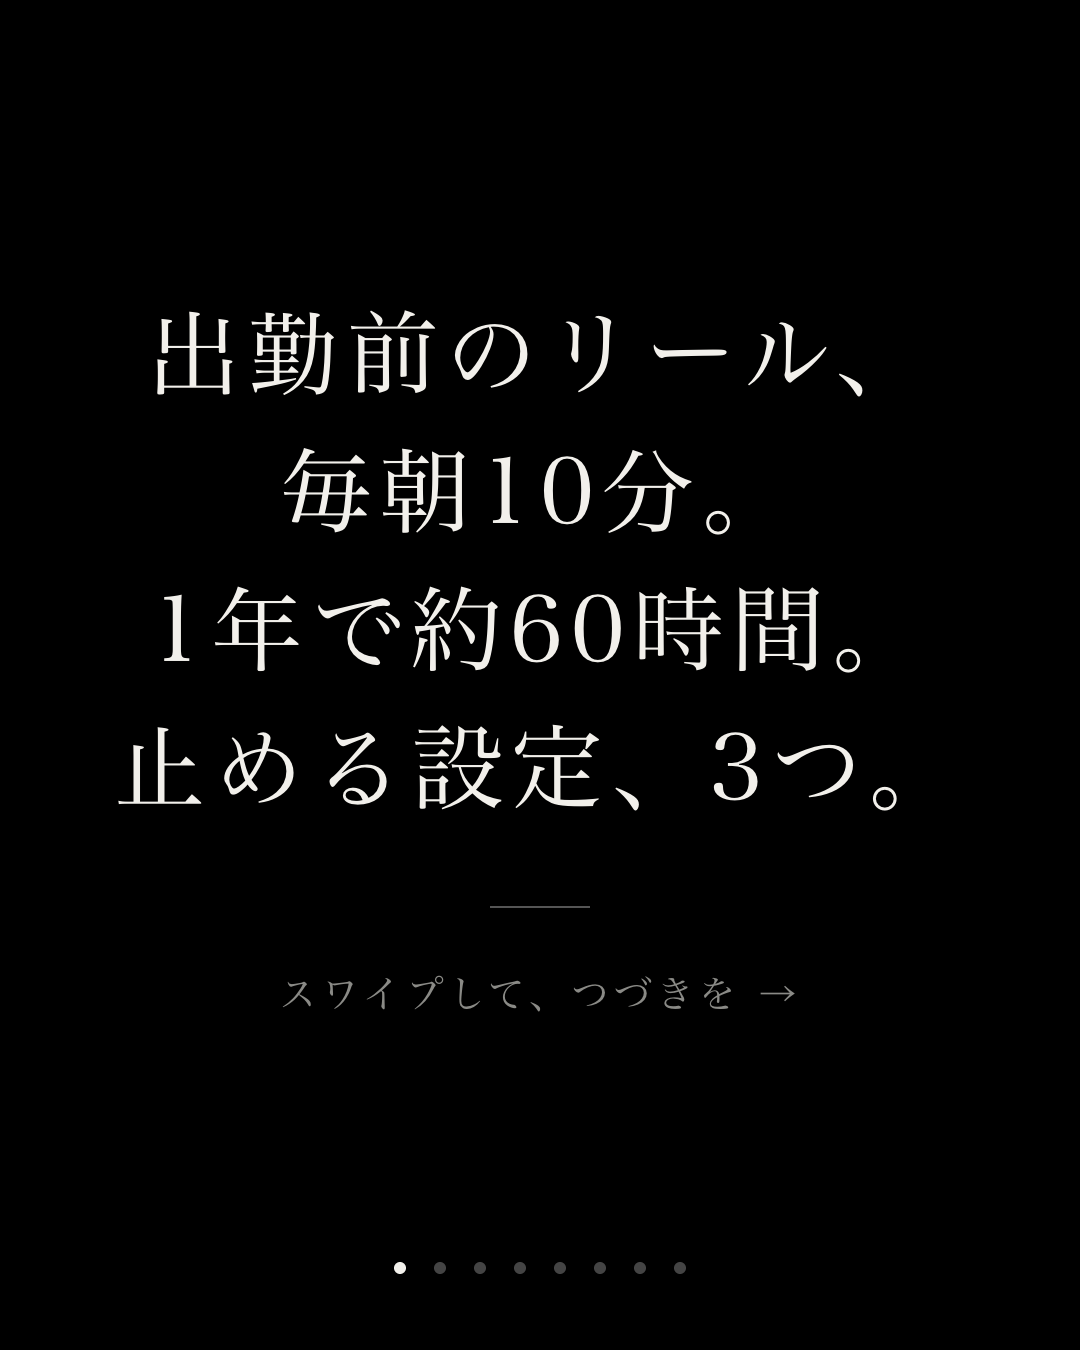 出勤前のリール、
毎朝10分。
1年で約60時間。
止める設定、3つ。
スワイプして、つづきを →